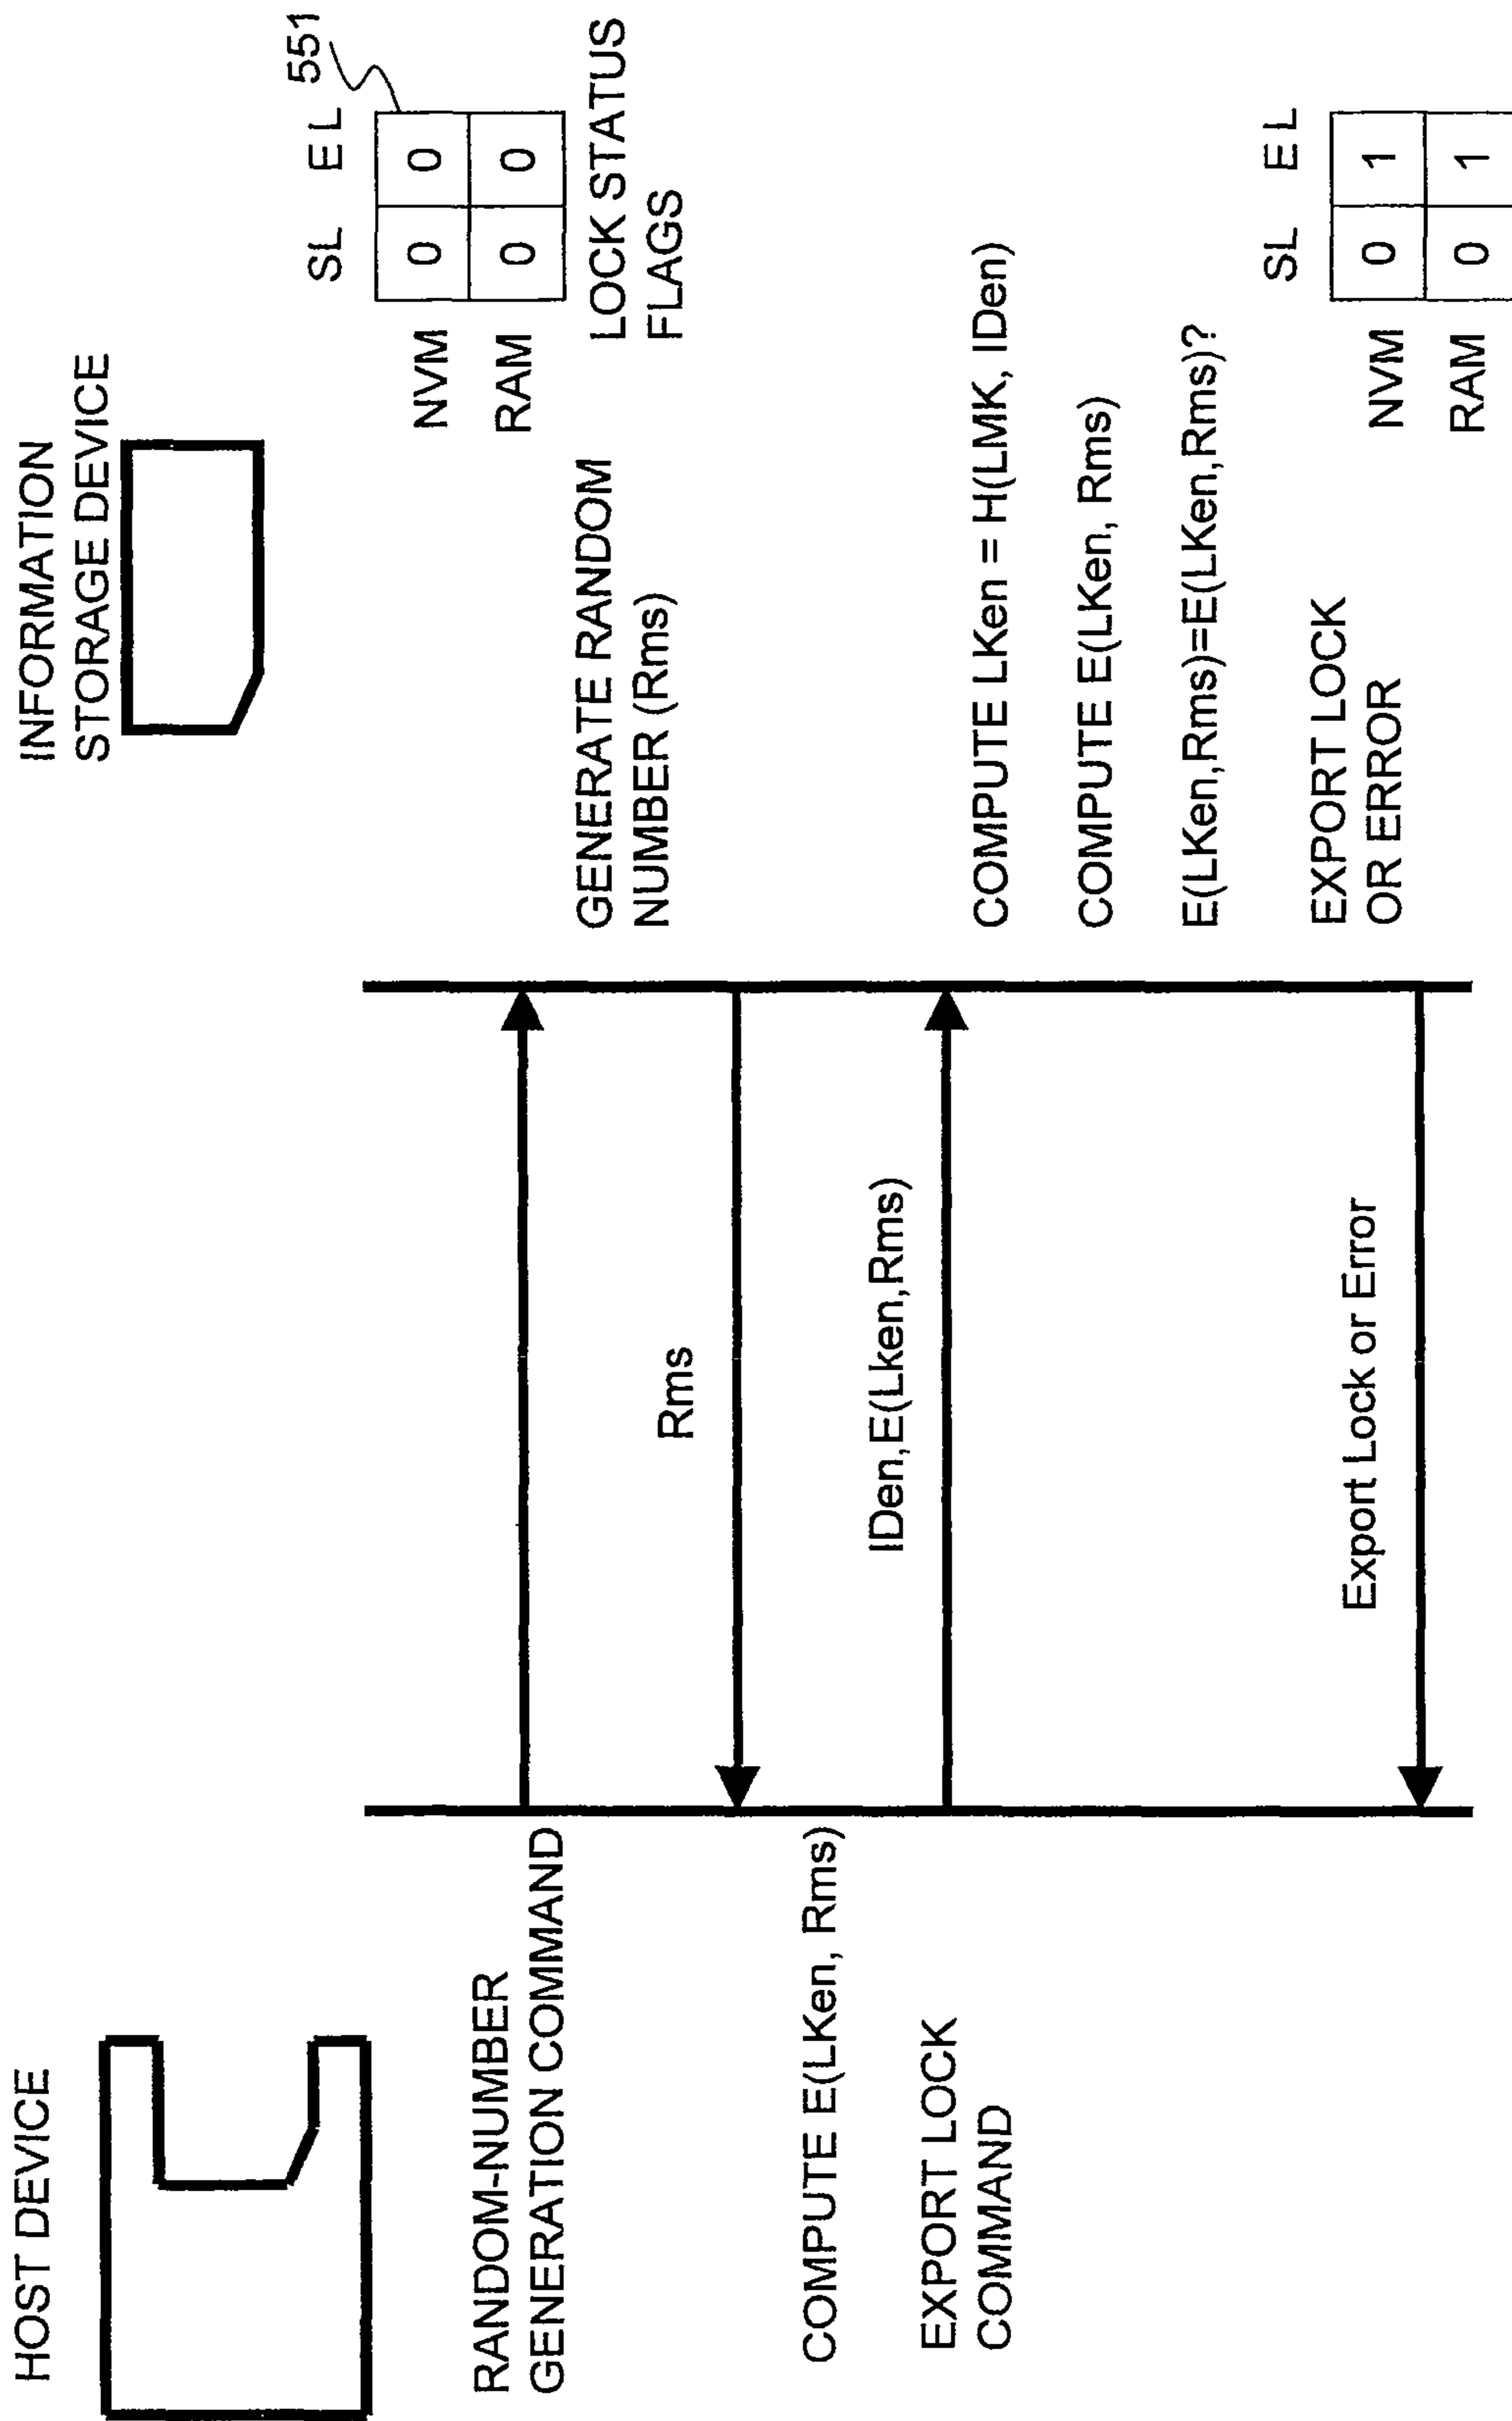 HOST DEVICE
INFORMATION
STORAGE DEVICE
SL EL
551
NVM 0 0
RAM 0 0
LOCK STATUS
FLAGS
RANDOM-NUMBER
GENERATION COMMAND
GENERATE RANDOM
NUMBER (Rms)
Rms
COMPUTE E(LKen, Rms)
EXPORT LOCK
COMMAND
IDen,E(Lken,Rms)
COMPUTE LKen = H(LMK, IDen)
COMPUTE E(LKen, Rms)
E(LKen,Rms)=E(LKen,Rms)?
EXPORT LOCK
OR ERROR
Export Lock or Error
SL EL
NVM 0 1
RAM 0 1